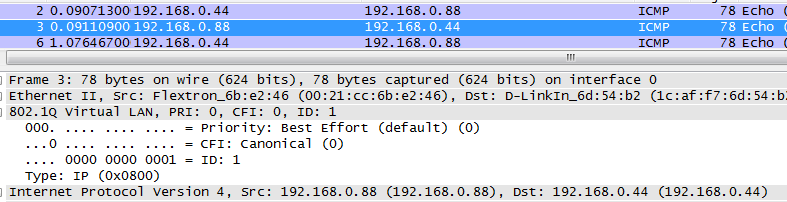 2 0.09071300 192.168.0.44 192.168.0.88 ICMP 78 Echo (
3 0.09110900 192.168.0.88 192.168.0.44 ICMP 78 Echo (
6 1.07646700 192.168.0.44 192.168.0.88 ICMP 78 Echo (
Frame 3: 78 bytes on wire (624 bits), 78 bytes captured (624 bits) on interface 0
Ethernet II, Src: Flextron_6b:e2:46 (00:21:cc:6b:e2:46), Dst: D-LinkIn_6d:54:b2 (1c:af:f7:6d:54:b
802.1Q Virtual LAN, PRI: 0, CFI: 0, ID: 1
000. .... .... .... = Priority: Best Effort (default) (0)
...0 .... .... .... = CFI: Canonical (0)
.... 0000 0000 0001 = ID: 1
Type: IP (0x0800)
Internet Protocol Version 4, Src: 192.168.0.88 (192.168.0.88), Dst: 192.168.0.44 (192.168.0.44)